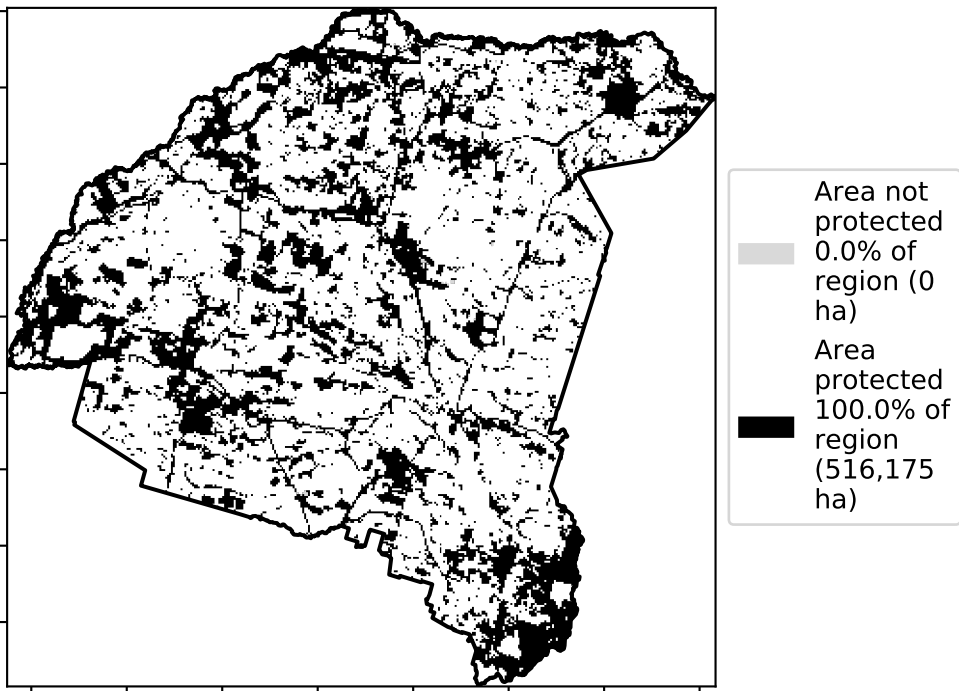 Area not
protected
0.0% of
region (0
ha)
Area
protected
100.0% of
region
(516,175
ha)